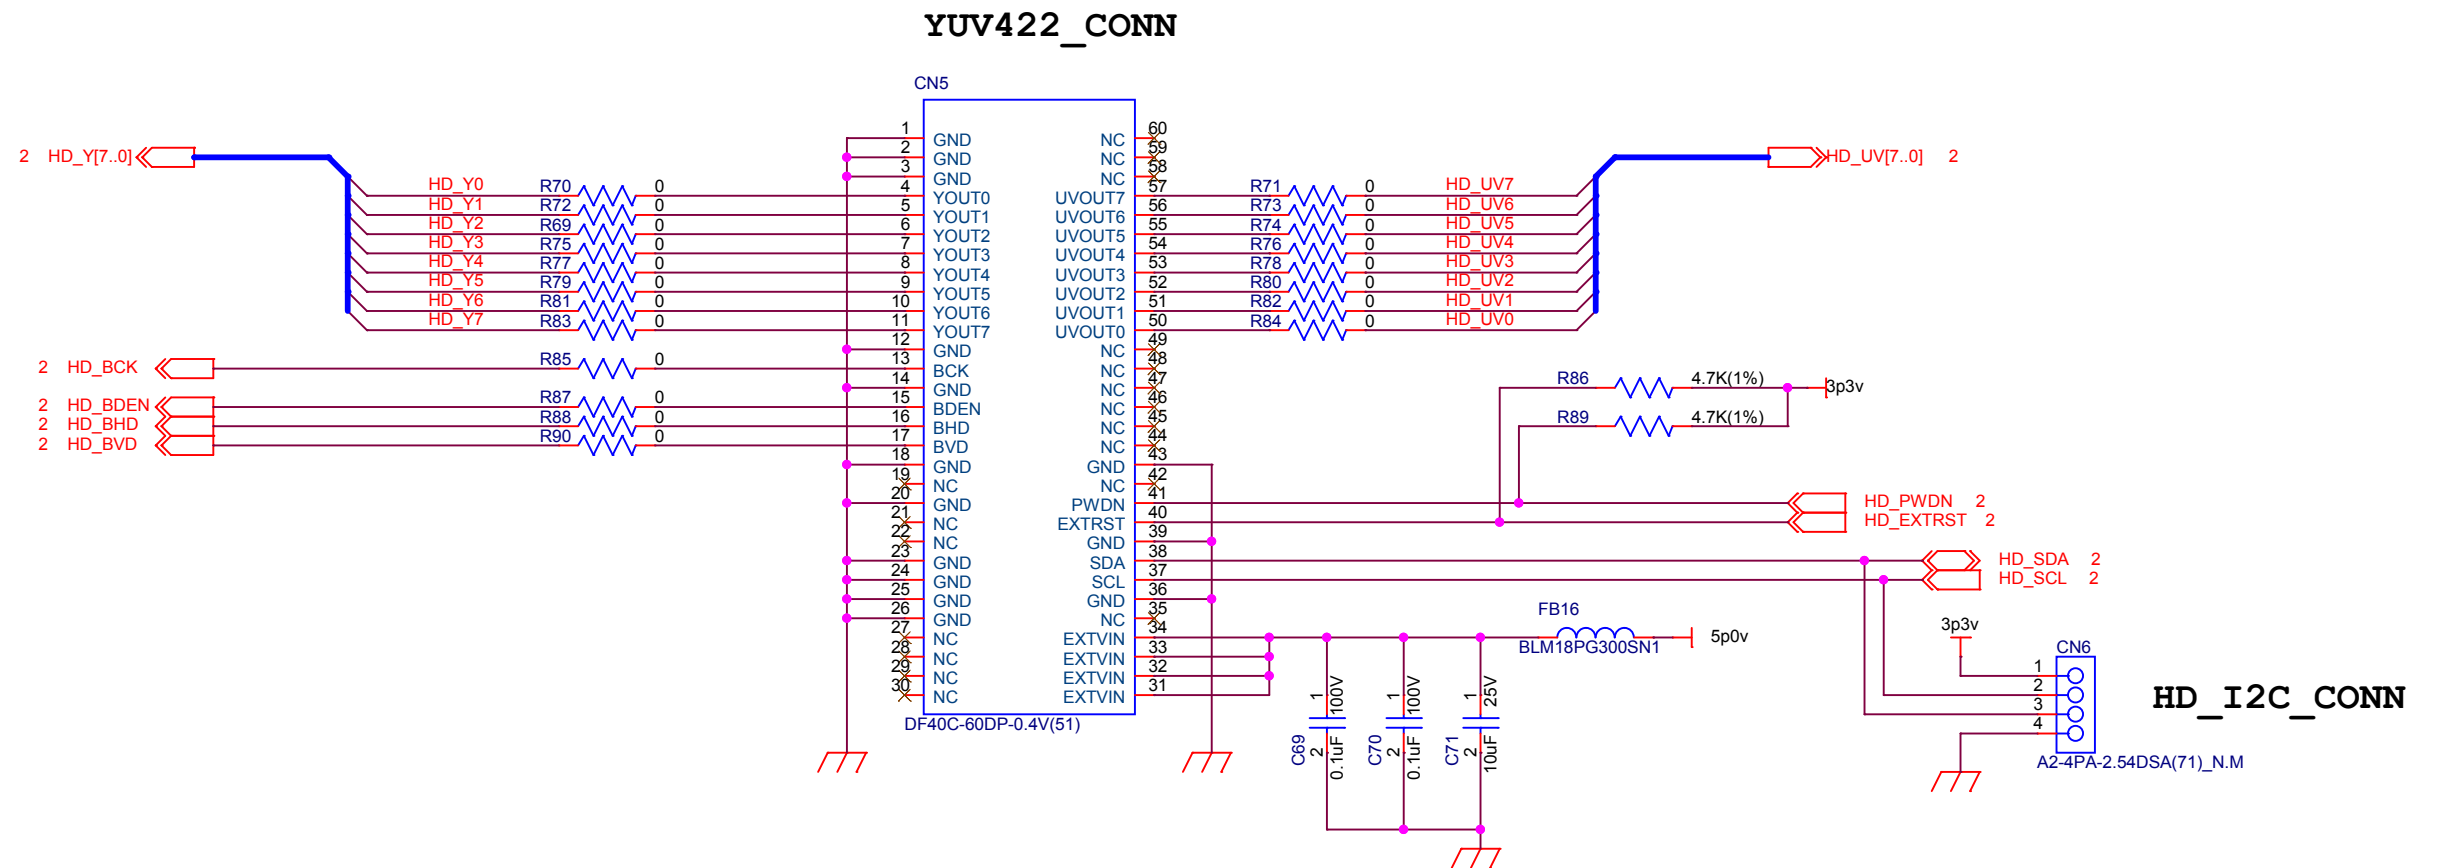 YUV422_CONN
CN5
2 HD_Y[7..0]
HD_UV[7..0] 2
1 GND NC 60
2 GND NC 59
3 GND NC 58
HD_Y0 R70 0 4 YOUT0 UVOUT7 57 R71 0 HD_UV7
HD_Y1 R72 0 5 YOUT1 UVOUT6 56 R73 0 HD_UV6
HD_Y2 R69 0 6 YOUT2 UVOUT5 55 R74 0 HD_UV5
HD_Y3 R75 0 7 YOUT3 UVOUT4 54 R76 0 HD_UV4
HD_Y4 R77 0 8 YOUT4 UVOUT3 53 R78 0 HD_UV3
HD_Y5 R79 0 9 YOUT5 UVOUT2 52 R80 0 HD_UV2
HD_Y6 R81 0 10 YOUT6 UVOUT1 51 R82 0 HD_UV1
HD_Y7 R83 0 11 YOUT7 UVOUT0 50 R84 0 HD_UV0
12 GND NC 49
2 HD_BCK R85 0 13 BCK NC 48
14 GND NC 47 R86 4.7K(1%) 3p3v
2 HD_BDEN R87 0 15 BDEN NC 46
2 HD_BHD R88 0 16 BHD NC 45 R89 4.7K(1%)
2 HD_BVD R90 0 17 BVD NC 44
18 GND GND 43
19 NC NC 42
20 GND PWDN 41 HD_PWDN 2
21 NC EXTRST 40 HD_EXTRST 2
22 NC GND 39
23 GND SDA 38 HD_SDA 2
24 GND SCL 37 HD_SCL 2
25 GND GND 36
26 GND NC 35
27 NC EXTVIN 34
28 NC EXTVIN 33
29 NC EXTVIN 32
30 NC EXTVIN 31
DF40C-60DP-0.4V(51)
FB16
BLM18PG300SN1
5p0v
C69 1 2 0.1uF 100V
C70 1 2 0.1uF 100V
C71 1 2 10uF 25V
3p3v
CN6
1
2
3
4
A2-4PA-2.54DSA(71)_N.M
HD_I2C_CONN